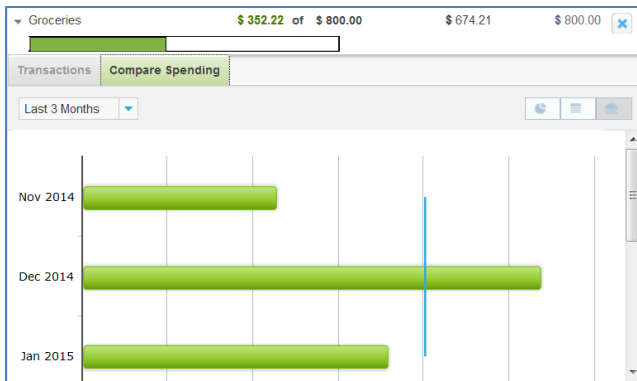 Groceries $ 352.22 of $ 800.00 $ 674.21 $ 800.00
Transactions Compare Spending
Last 3 Months
Nov 2014
Dec 2014
Jan 2015